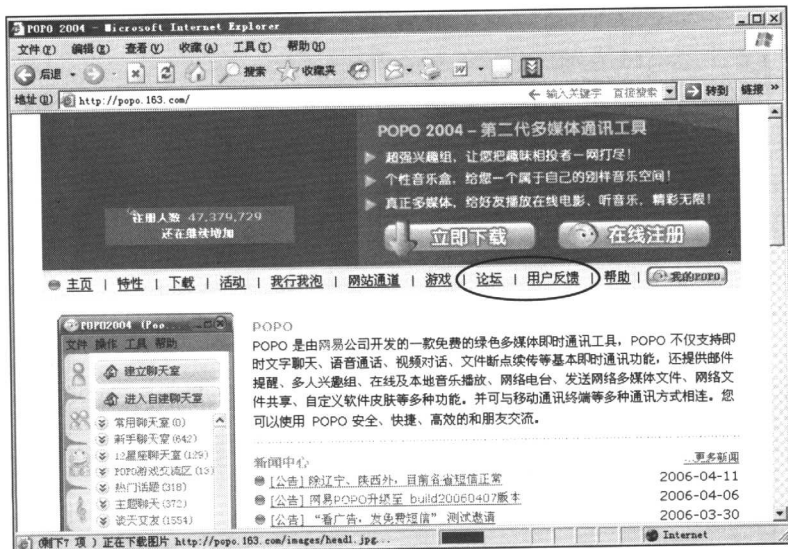 POPO 2004 - Microsoft Internet Explorer
文件(F) 编辑(E) 查看(V) 收藏(A) 工具(T) 帮助(H)
后退 搜索 收藏夹
地址(D) http://popo.163.com/ ← 输入关键字 直接搜索 转到 链接 »
POPO 2004 – 第二代多媒体通讯工具
超强兴趣组，让您把趣味相投者一网打尽！
个性音乐盒，给您一个属于自己的别样音乐空间！
真正多媒体，给好友播放在线电影、听音乐，精彩无限！
注册人数 47,379,729
还在继续增加
立即下载 在线注册
主页 | 特性 | 下载 | 活动 | 我行我泡 | 网站通道 | 游戏 | 论坛 | 用户反馈 | 帮助 | 我的POPO
POPO2004 (Poo
文件 操作 工具 帮助
建立聊天室
进入自建聊天室
常用聊天室(0)
新手聊天室(642)
12星座聊天室(129)
POPO游戏交流区(13)
热门话题(318)
主题聊天(372)
谈天交友(1554)
POPO
POPO 是由网易公司开发的一款免费的绿色多媒体即时通讯工具，POPO 不仅支持即
时文字聊天、语音通话、视频对话、文件断点续传等基本即时通讯功能，还提供邮件
提醒、多人兴趣组、在线及本地音乐播放、网络电台、发送网络多媒体文件、网络文
件共享、自定义软件皮肤等多种功能。并可与移动通讯终端等多种通讯方式相连。您
可以使用 POPO 安全、快捷、高效的和朋友交流。
新闻中心 ...更多新闻
[公告] 除辽宁、陕西外，目前各省短信正常 2006-04-11
[公告] 网易POPO升级至 build20060407版本 2006-04-06
[公告] “看广告，发免费短信” 测试邀请 2006-03-30
(剩下7 项 ) 正在下载图片 http://popo.163.com/images/head1.jpg... Internet